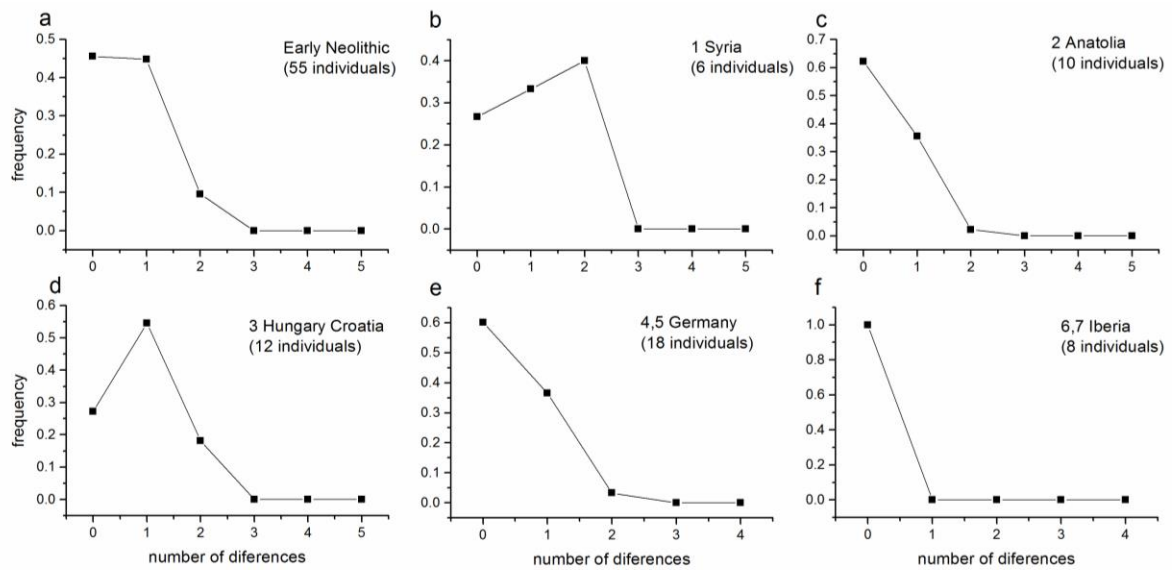 a
Early Neolithic
(55 individuals)
0.5
0.4
0.3
0.2
0.1
0.0
frequency
0 1 2 3 4 5
b
1 Syria
(6 individuals)
0.5
0.4
0.3
0.2
0.1
0.0
0 1 2 3 4 5
c
2 Anatolia
(10 individuals)
0.7
0.6
0.5
0.4
0.3
0.2
0.1
0.0
0 1 2 3 4 5
d
3 Hungary Croatia
(12 individuals)
0.6
0.5
0.4
0.3
0.2
0.1
0.0
frequency
0 1 2 3 4 5
number of diferences
e
4,5 Germany
(18 individuals)
0.6
0.5
0.4
0.3
0.2
0.1
0.0
0 1 2 3 4
number of diferences
f
6,7 Iberia
(8 individuals)
1.0
0.8
0.6
0.4
0.2
0.0
0 1 2 3 4
number of diferences